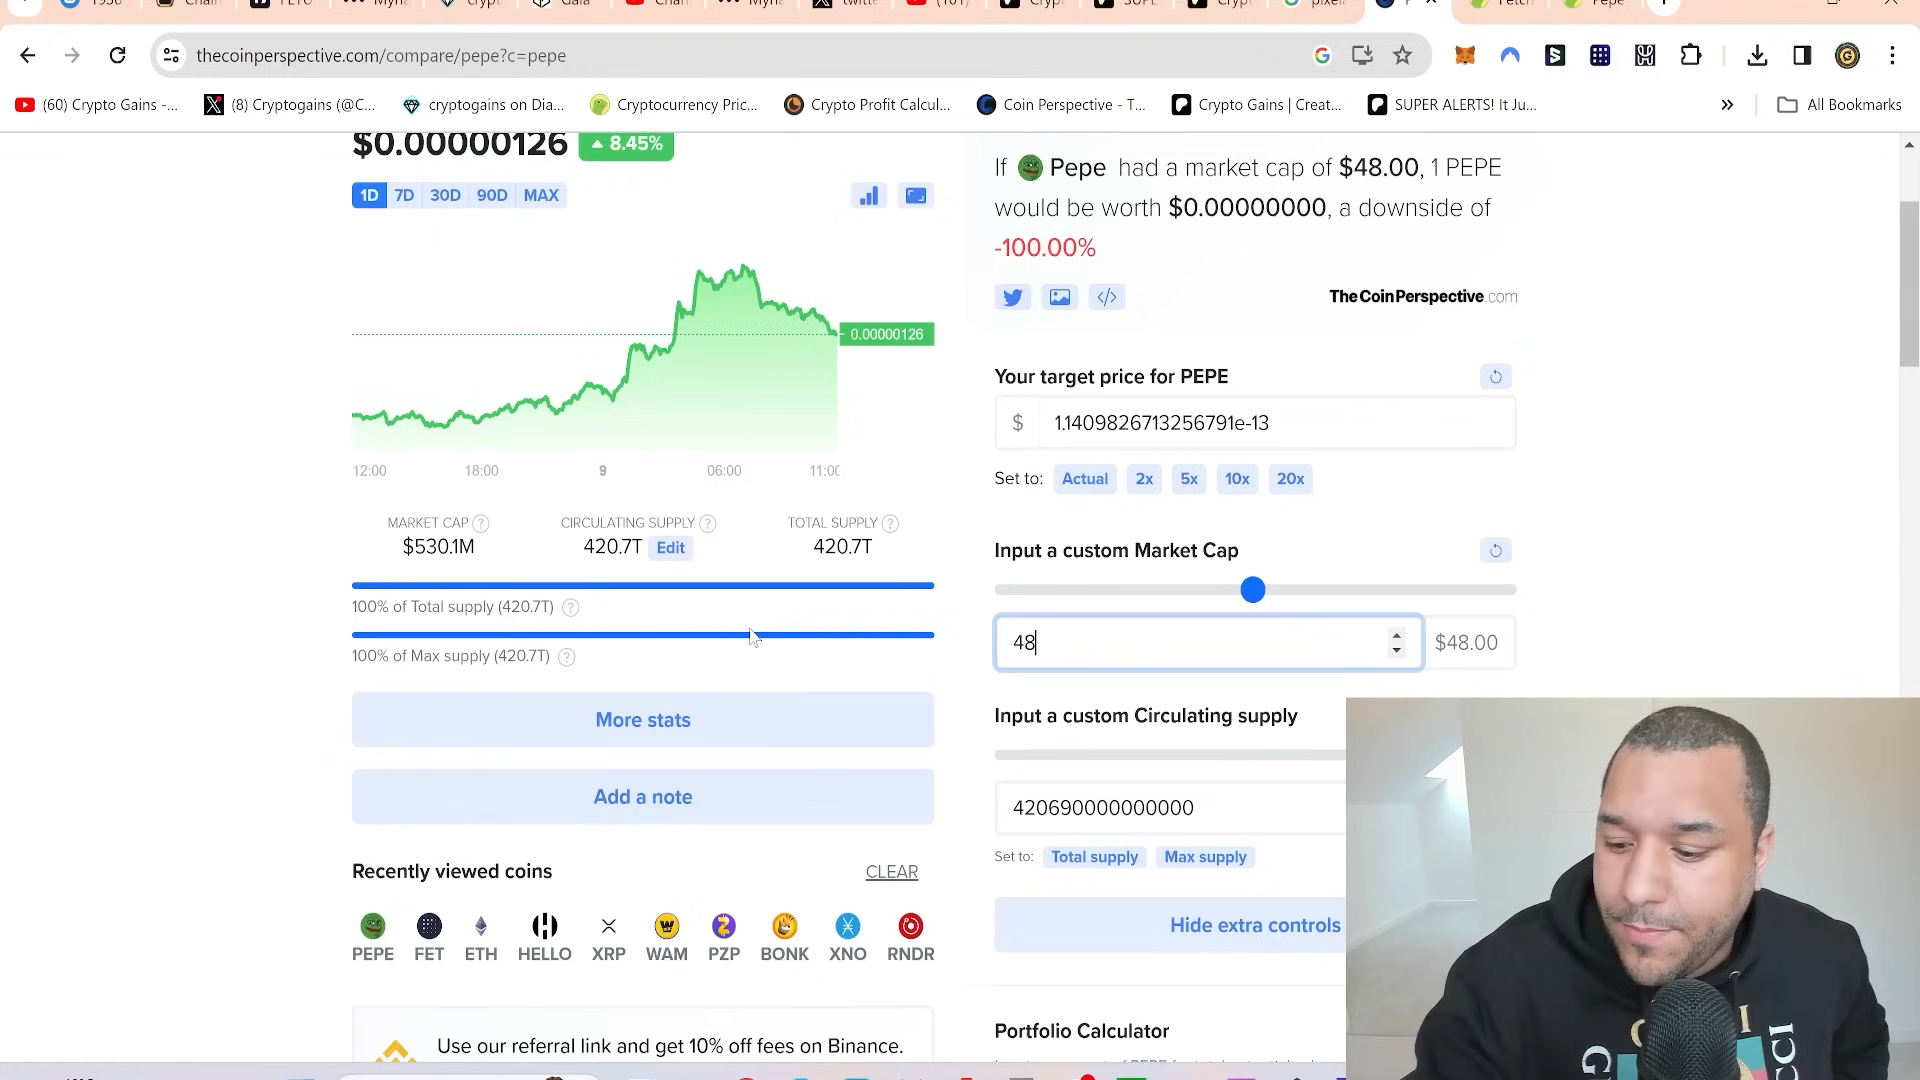 thecoinperspective.com/compare/pepe?c=pepe
(60) Crypto Gains -...
(8) Cryptogains (@C...
cryptogains on Dia...
Cryptocurrency Pric...
Crypto Profit Calcul...
Coin Perspective - T...
Crypto Gains | Creat...
SUPER ALERTS! It Ju...
All Bookmarks
$0.00000126
8.45%
1D 7D 30D 90D MAX
0.00000126
12:00 18:00 9 06:00 11:00
MARKET CAP ? CIRCULATING SUPPLY ? TOTAL SUPPLY ?
$530.1M 420.7T Edit 420.7T
100% of Total supply (420.7T) ?
100% of Max supply (420.7T) ?
More stats
Add a note
Recently viewed coins CLEAR
PEPE FET ETH HELLO XRP WAM PZP BONK XNO RNDR
Use our referral link and get 10% off fees on Binance.
If Pepe had a market cap of $48.00, 1 PEPE
would be worth $0.00000000, a downside of
-100.00%
TheCoinPerspective.com
Your target price for PEPE
$ 1.1409826713256791e-13
Set to: Actual 2x 5x 10x 20x
Input a custom Market Cap
48 $48.00
Input a custom Circulating supply
420690000000000
Set to: Total supply Max supply
Hide extra controls
Portfolio Calculator